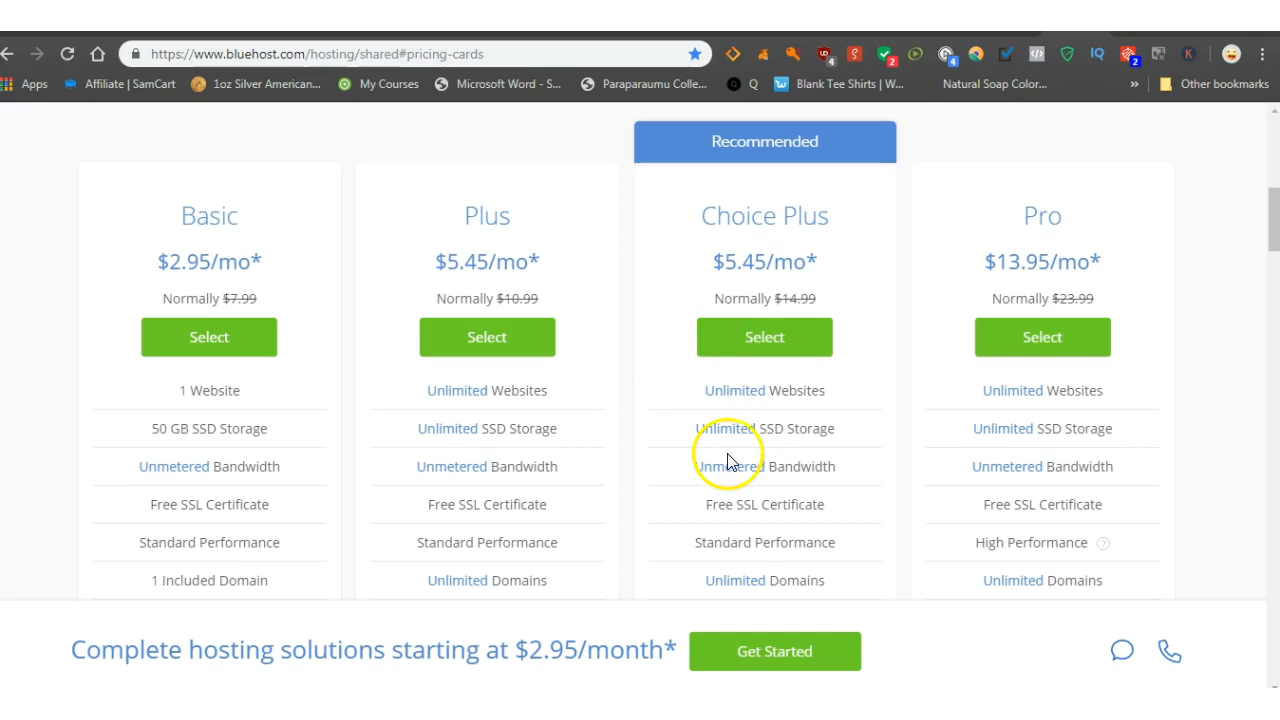 https://www.bluehost.com/hosting/shared#pricing-cards
Apps
Affiliate | SamCart
1oz Silver American...
My Courses
Microsoft Word - S...
Paraparaumu Colle...
Q
Blank Tee Shirts | W...
Natural Soap Color...
»
Other bookmarks
Recommended
Basic
$2.95/mo*
Normally $7.99
Select
1 Website
50 GB SSD Storage
Unmetered Bandwidth
Free SSL Certificate
Standard Performance
1 Included Domain
Plus
$5.45/mo*
Normally $10.99
Select
Unlimited Websites
Unlimited SSD Storage
Unmetered Bandwidth
Free SSL Certificate
Standard Performance
Unlimited Domains
Choice Plus
$5.45/mo*
Normally $14.99
Select
Unlimited Websites
Unlimited SSD Storage
Unmetered Bandwidth
Free SSL Certificate
Standard Performance
Unlimited Domains
Pro
$13.95/mo*
Normally $23.99
Select
Unlimited Websites
Unlimited SSD Storage
Unmetered Bandwidth
Free SSL Certificate
High Performance ?
Unlimited Domains
Complete hosting solutions starting at $2.95/month*
Get Started